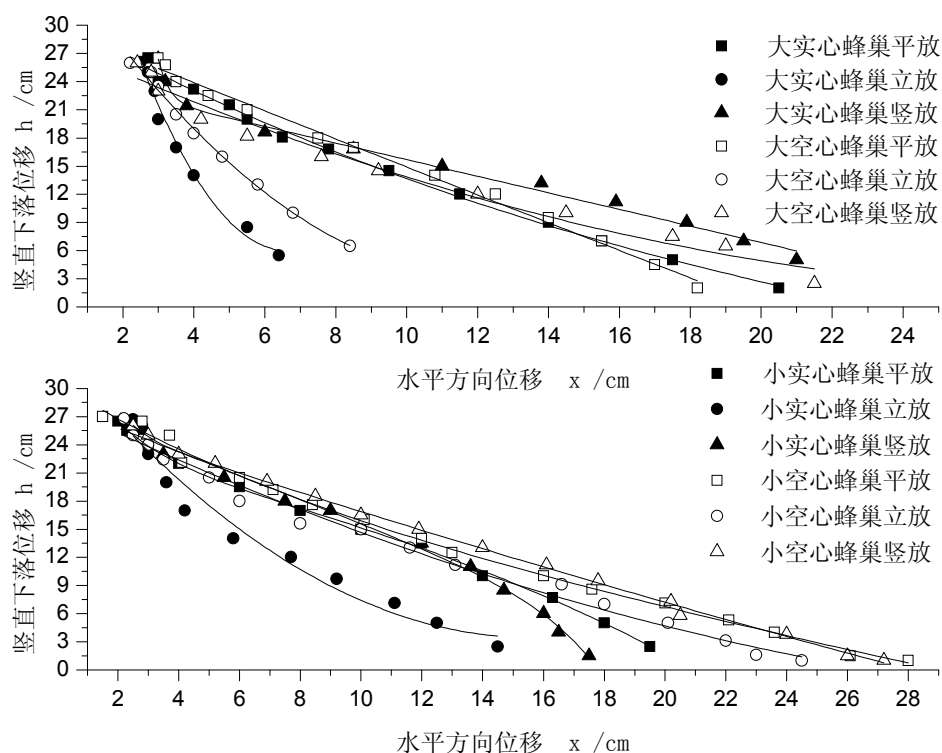 竖直下落位移 h /cm
30
27
24
21
18
15
12
9
6
3
0
大实心蜂巢平放
大实心蜂巢立放
大实心蜂巢竖放
大空心蜂巢平放
大空心蜂巢立放
大空心蜂巢竖放
2 4 6 8 10 12 14 16 18 20 22 24
水平方向位移 x /cm
竖直下落位移 h /cm
30
27
24
21
18
15
12
9
6
3
0
小实心蜂巢平放
小实心蜂巢立放
小实心蜂巢竖放
小空心蜂巢平放
小空心蜂巢立放
小空心蜂巢竖放
2 4 6 8 10 12 14 16 18 20 22 24 26 28
水平方向位移 x /cm